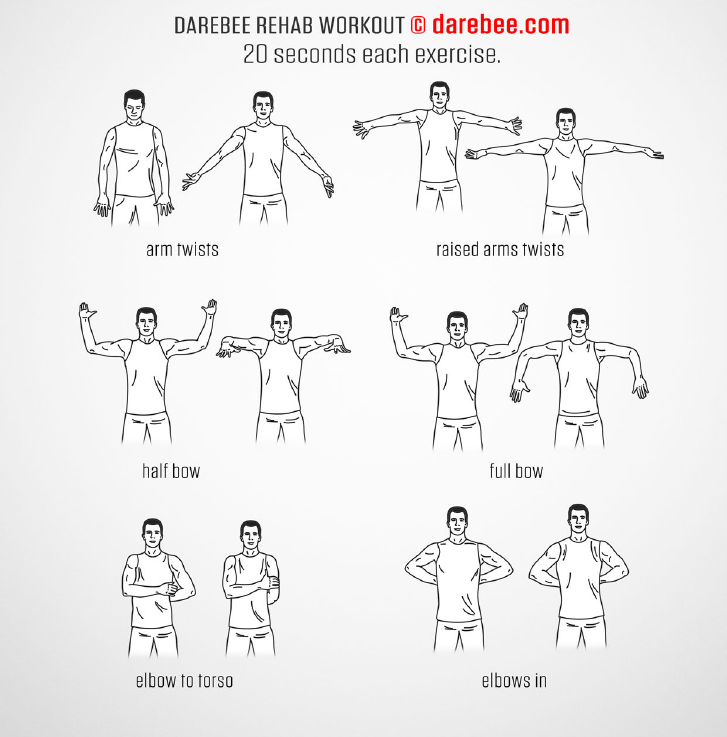 DAREBEE REHAB WORKOUT © darebee.com
20 seconds each exercise.
arm twists
raised arms twists
half bow
full bow
elbow to torso
elbows in